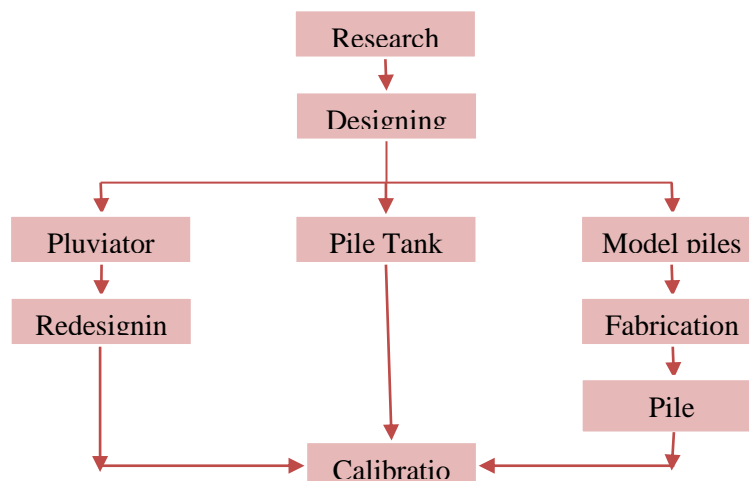 Research
Designing
Pluviator
Pile Tank
Model piles
Redesignin
Fabrication
Pile
Calibratio